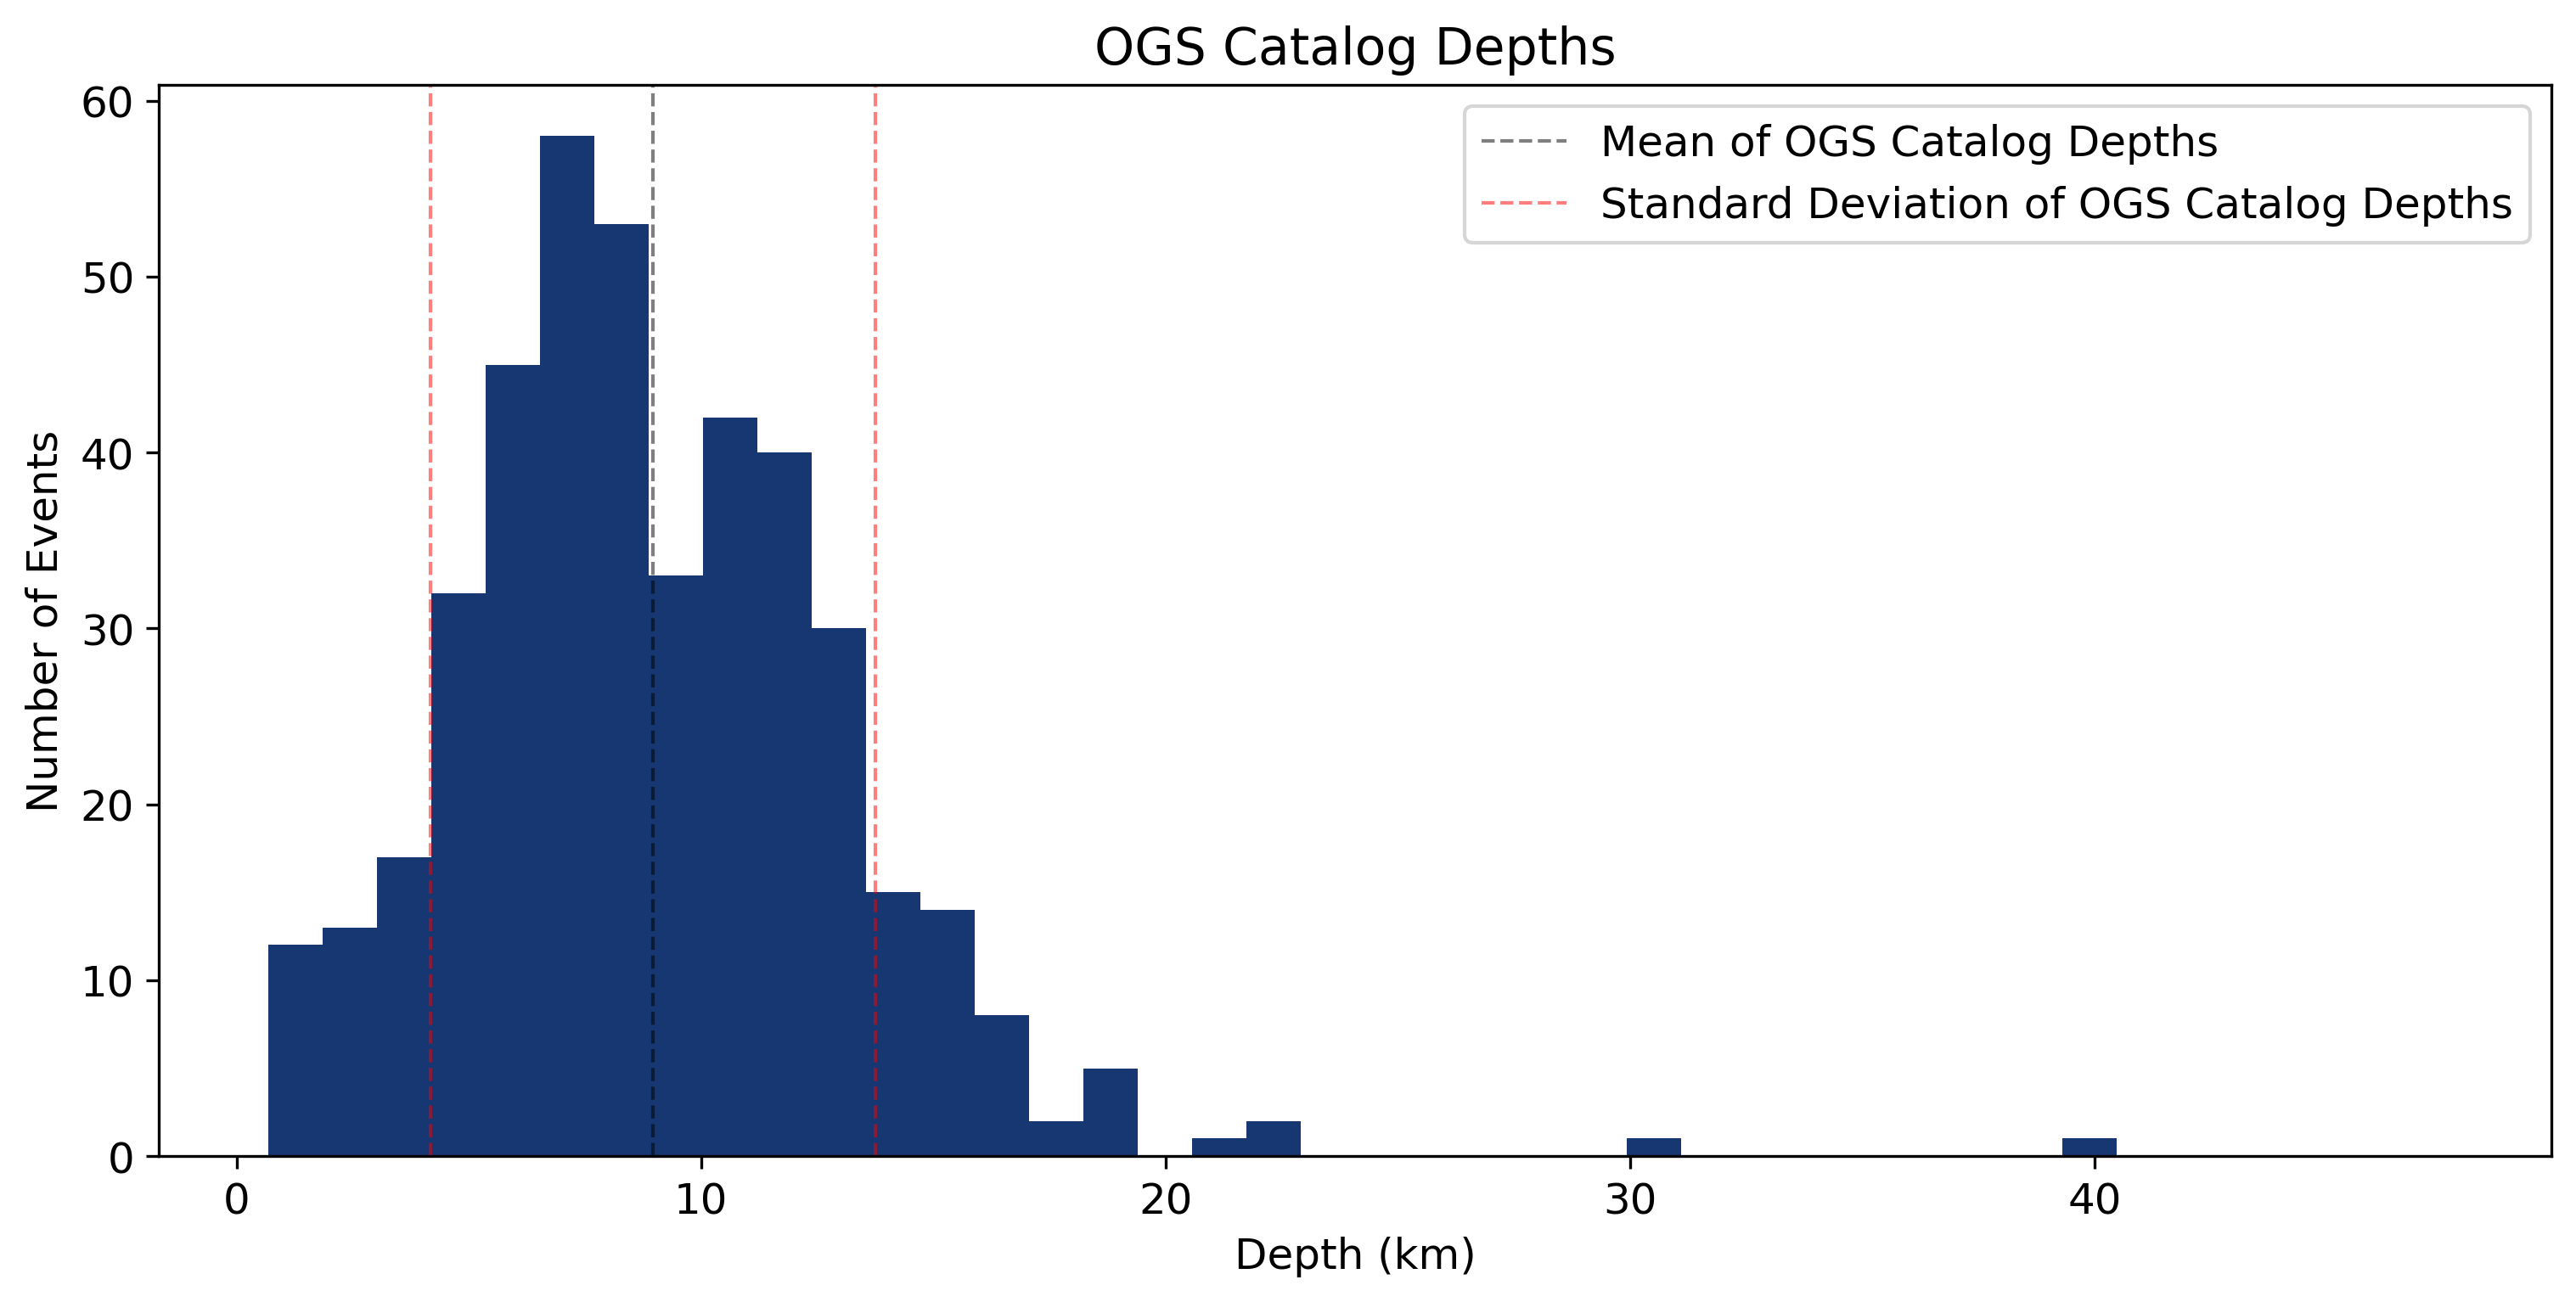 OGS Catalog Depths
Mean of OGS Catalog Depths
Standard Deviation of OGS Catalog Depths
60
50
40
30
20
10
0
Number of Events
0 10 20 30 40
Depth (km)